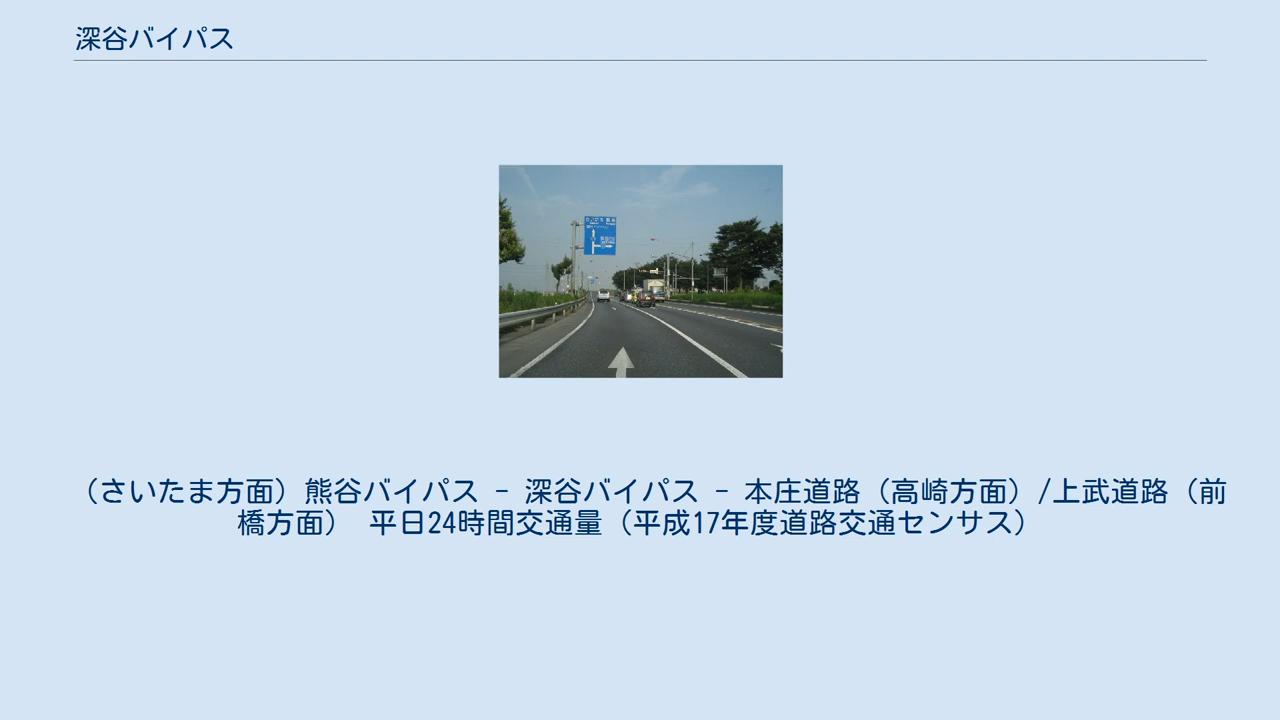 深谷バイパス
（さいたま方面）熊谷バイパス - 深谷バイパス - 本庄道路（高崎方面）/上武道路（前
橋方面） 平日24時間交通量（平成17年度道路交通センサス）